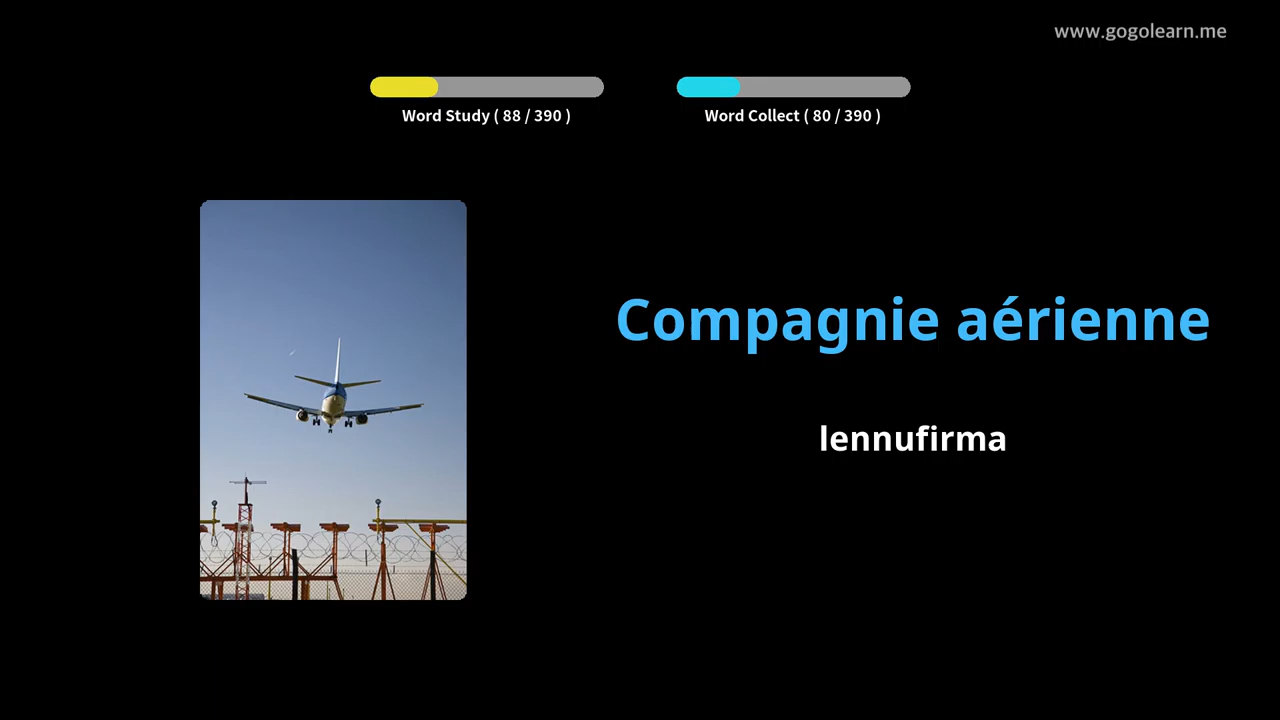 www.gogolearn.me
Word Study ( 88 / 390 )
Word Collect ( 80 / 390 )
Compagnie aérienne
lennufirma